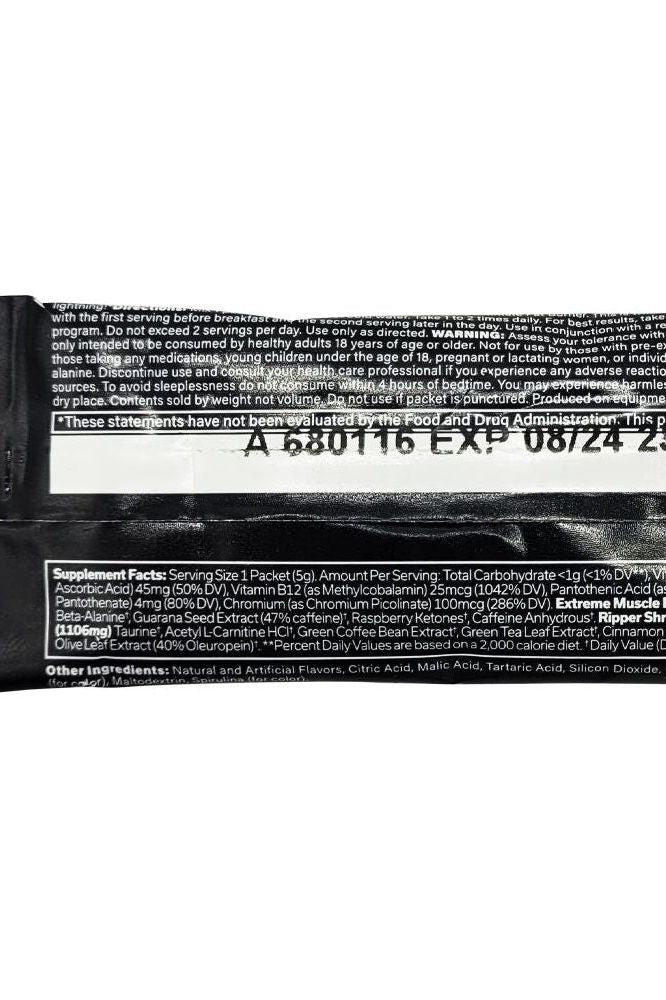 lightning! Directions:
with the first serving before breakfast and the second serving later in the day. For best results, take
program. Do not exceed 2 servings per day. Use only as directed. WARNING: Assess your tolerance with
only intended to be consumed by healthy adults 18 years of age or older. Not for use by those with pre-ex
those taking any medications, young children under the age of 18, pregnant or lactating women, or individ
alanine. Discontinue use and consult your health care professional if you experience any adverse reactio
sources. To avoid sleeplessness do not consume within 4 hours of bedtime. You may experience harmles
dry place. Contents sold by weight not volume. Do not use if packet is punctured. Produced on equipme
*These statements have not been evaluated by the Food and Drug Administration. This p
A 680116 EXP 08/24 23
Supplement Facts: Serving Size 1 Packet (5g). Amount Per Serving: Total Carbohydrate <1g (<1% DV**), Vi
Ascorbic Acid) 45mg (50% DV), Vitamin B12 (as Methylcobalamin) 25mcg (1042% DV), Pantothenic Acid (as
Pantothenate) 4mg (80% DV), Chromium (as Chromium Picolinate) 100mcg (286% DV). Extreme Muscle
Beta-Alanine†, Guarana Seed Extract (47% caffeine)†, Raspberry Ketones†, Caffeine Anhydrous†. Ripper Shr
(1106mg) Taurine†, Acetyl L-Carnitine HCl†, Green Coffee Bean Extract†, Green Tea Leaf Extract†, Cinnamon
Olive Leaf Extract (40% Oleuropein)†. **Percent Daily Values are based on a 2,000 calorie diet. †Daily Value (D
Other Ingredients: Natural and Artificial Flavors, Citric Acid, Malic Acid, Tartaric Acid, Silicon Dioxide,
(for color), Maltodextrin, Spirulina (for color).